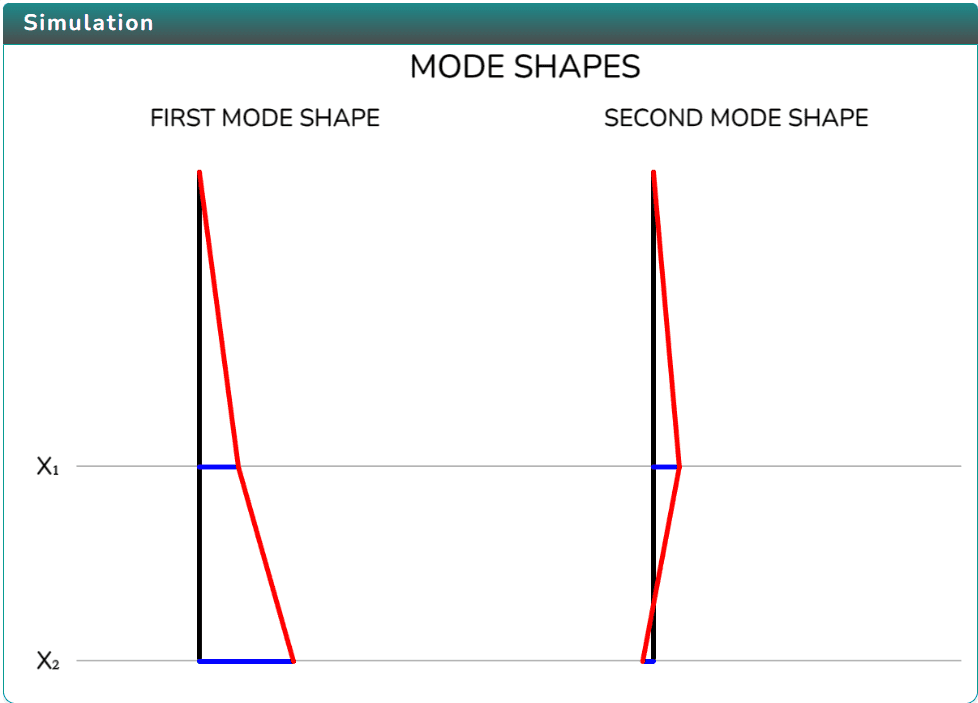 Simulation
MODE SHAPES
FIRST MODE SHAPE
SECOND MODE SHAPE
X₁
X₂